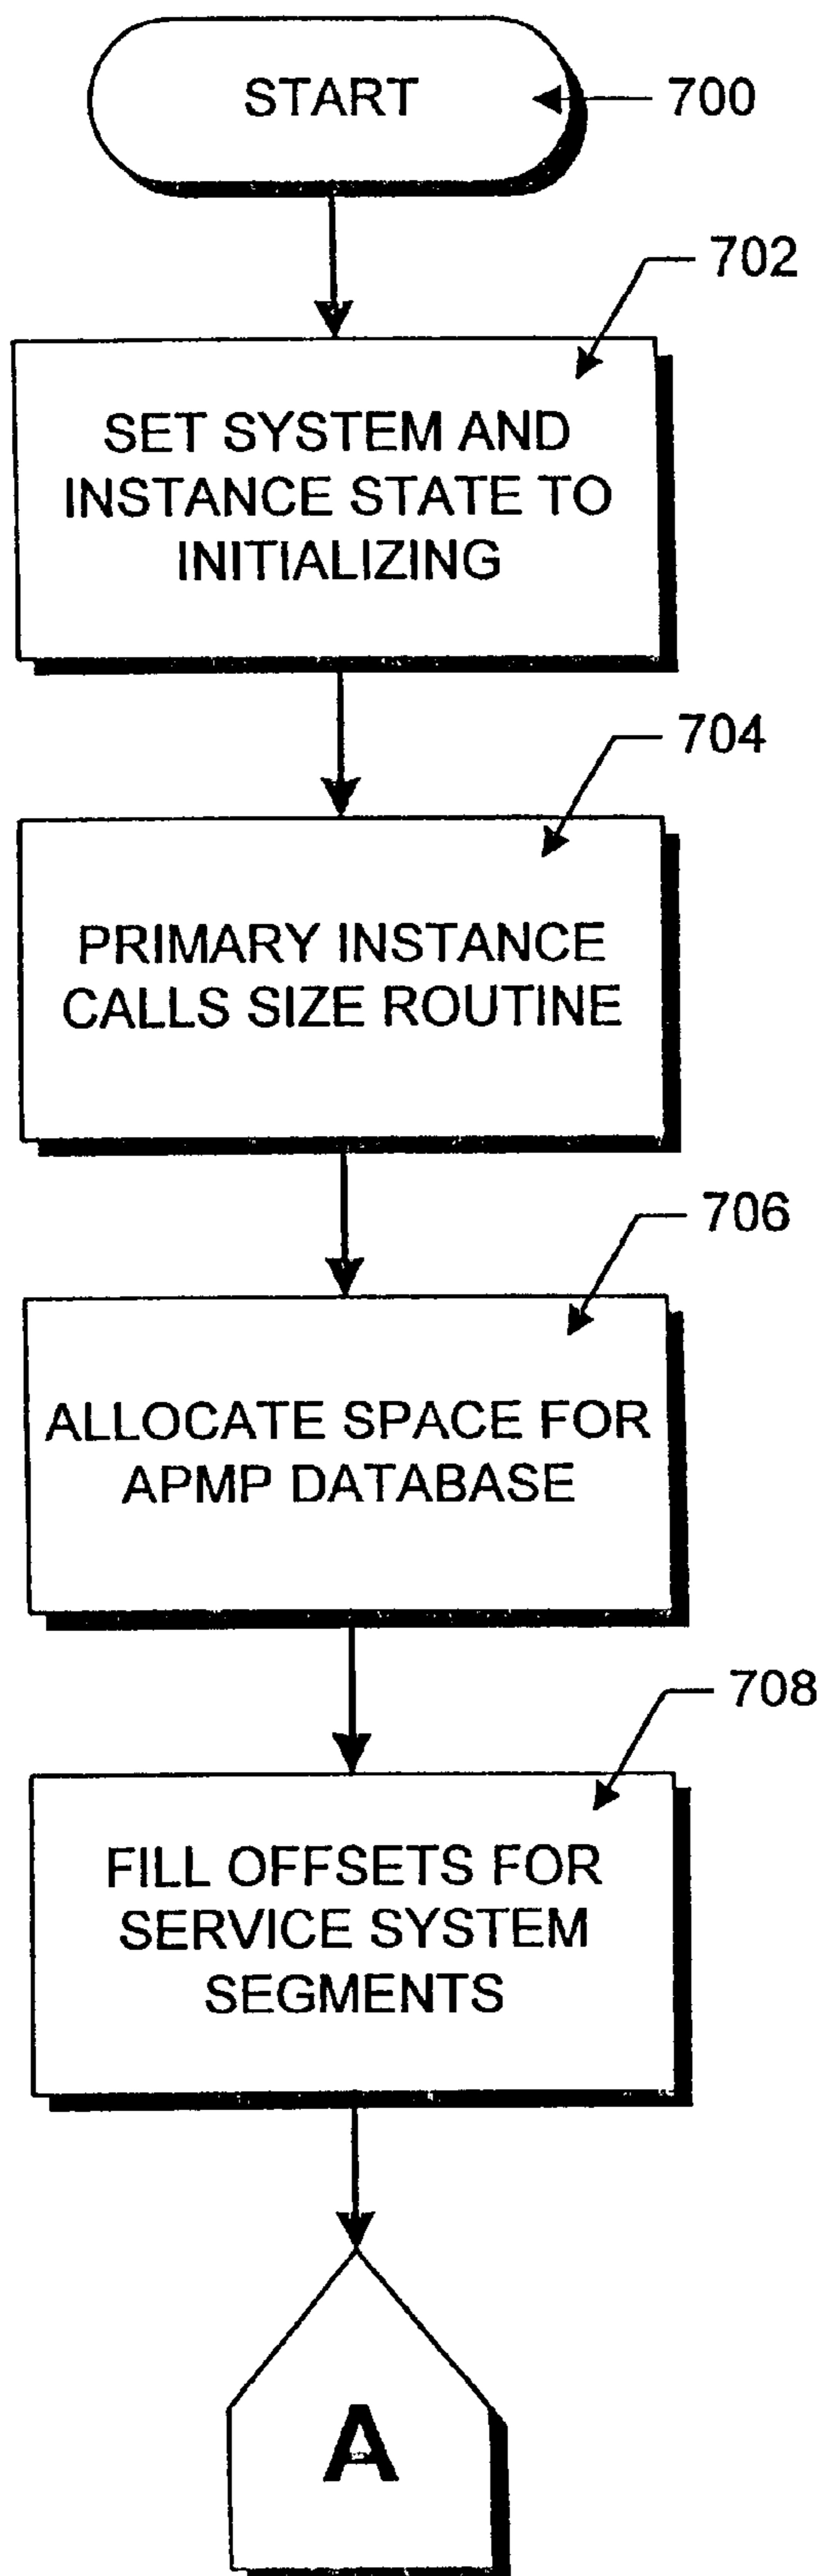 START
700
702
SET SYSTEM AND
INSTANCE STATE TO
INITIALIZING
704
PRIMARY INSTANCE
CALLS SIZE ROUTINE
706
ALLOCATE SPACE FOR
APMP DATABASE
708
FILL OFFSETS FOR
SERVICE SYSTEM
SEGMENTS
A